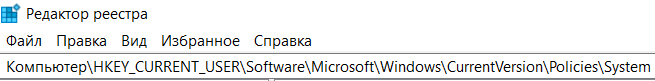 Редактор реестра
Файл Правка Вид Избранное Справка
Компьютер\HKEY_CURRENT_USER\Software\Microsoft\Windows\CurrentVersion\Policies\System